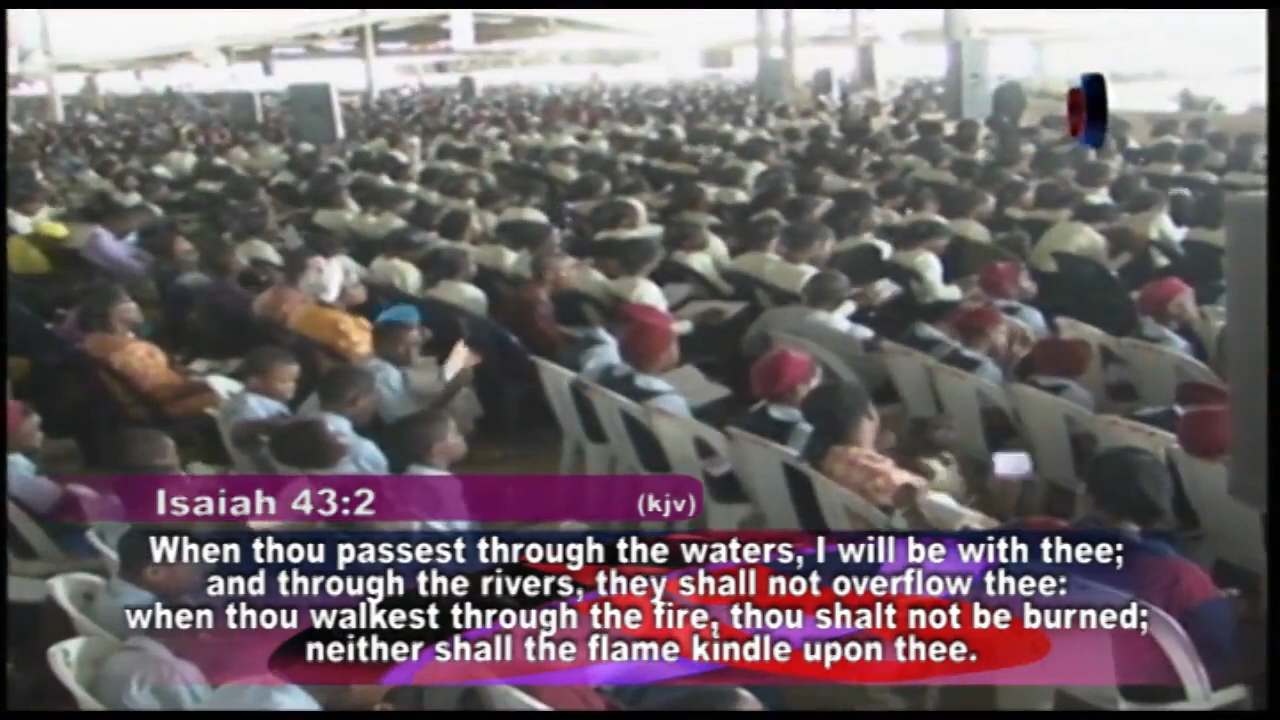 Isaiah 43:2
(kjv)
When thou passest through the waters, I will be with thee;
and through the rivers, they shall not overflow thee:
when thou walkest through the fire, thou shalt not be burned;
neither shall the flame kindle upon thee.